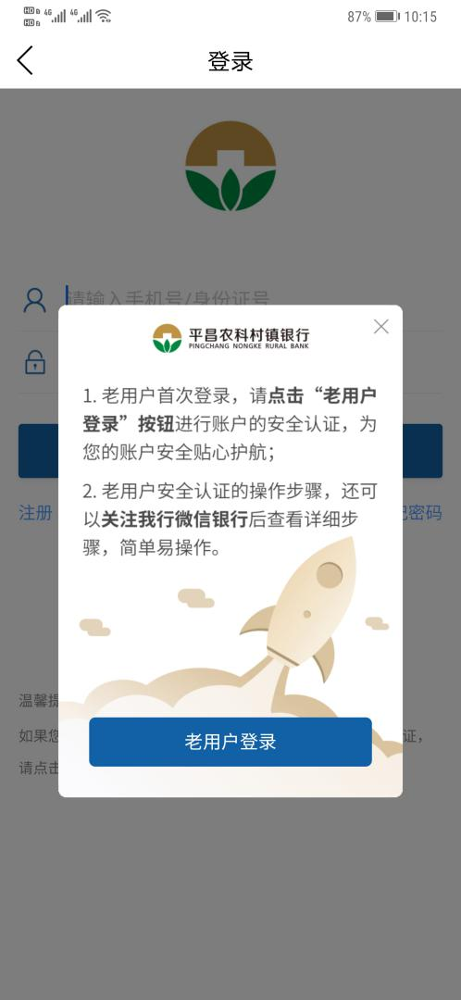 87% 10:15
登录
请输入手机号/身份证号
平昌农科村镇银行
PINGCHANG NONGKE RURAL BANK
1. 老用户首次登录，请点击“老用户
登录”按钮进行账户的安全认证，为
您的账户安全贴心护航；
2. 老用户安全认证的操作步骤，还可
以关注我行微信银行后查看详细步
骤，简单易操作。
注册
密码
温馨
如果您
证，
请点击
老用户登录